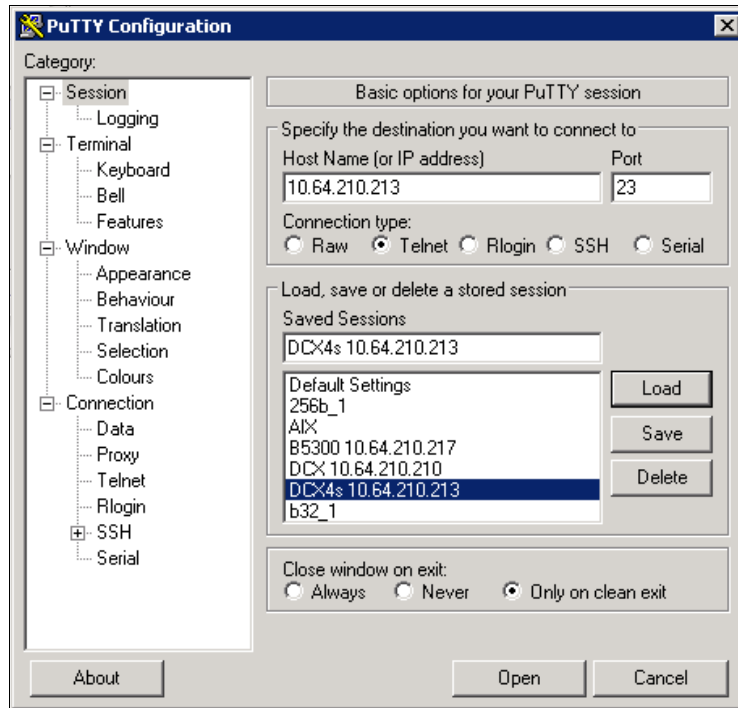 PuTTY Configuration
Category:
Session
Logging
Terminal
Keyboard
Bell
Features
Window
Appearance
Behaviour
Translation
Selection
Colours
Connection
Data
Proxy
Telnet
Rlogin
SSH
Serial
Basic options for your PuTTY session
Specify the destination you want to connect to
Host Name (or IP address) Port
10.64.210.213 23
Connection type:
Raw Telnet Rlogin SSH Serial
Load, save or delete a stored session
Saved Sessions
DCX4s 10.64.210.213
Default Settings
256b_1
AIX
B5300 10.64.210.217
DCX 10.64.210.210
DCX4s 10.64.210.213
b32_1
Load
Save
Delete
Close window on exit:
Always Never Only on clean exit
About Open Cancel